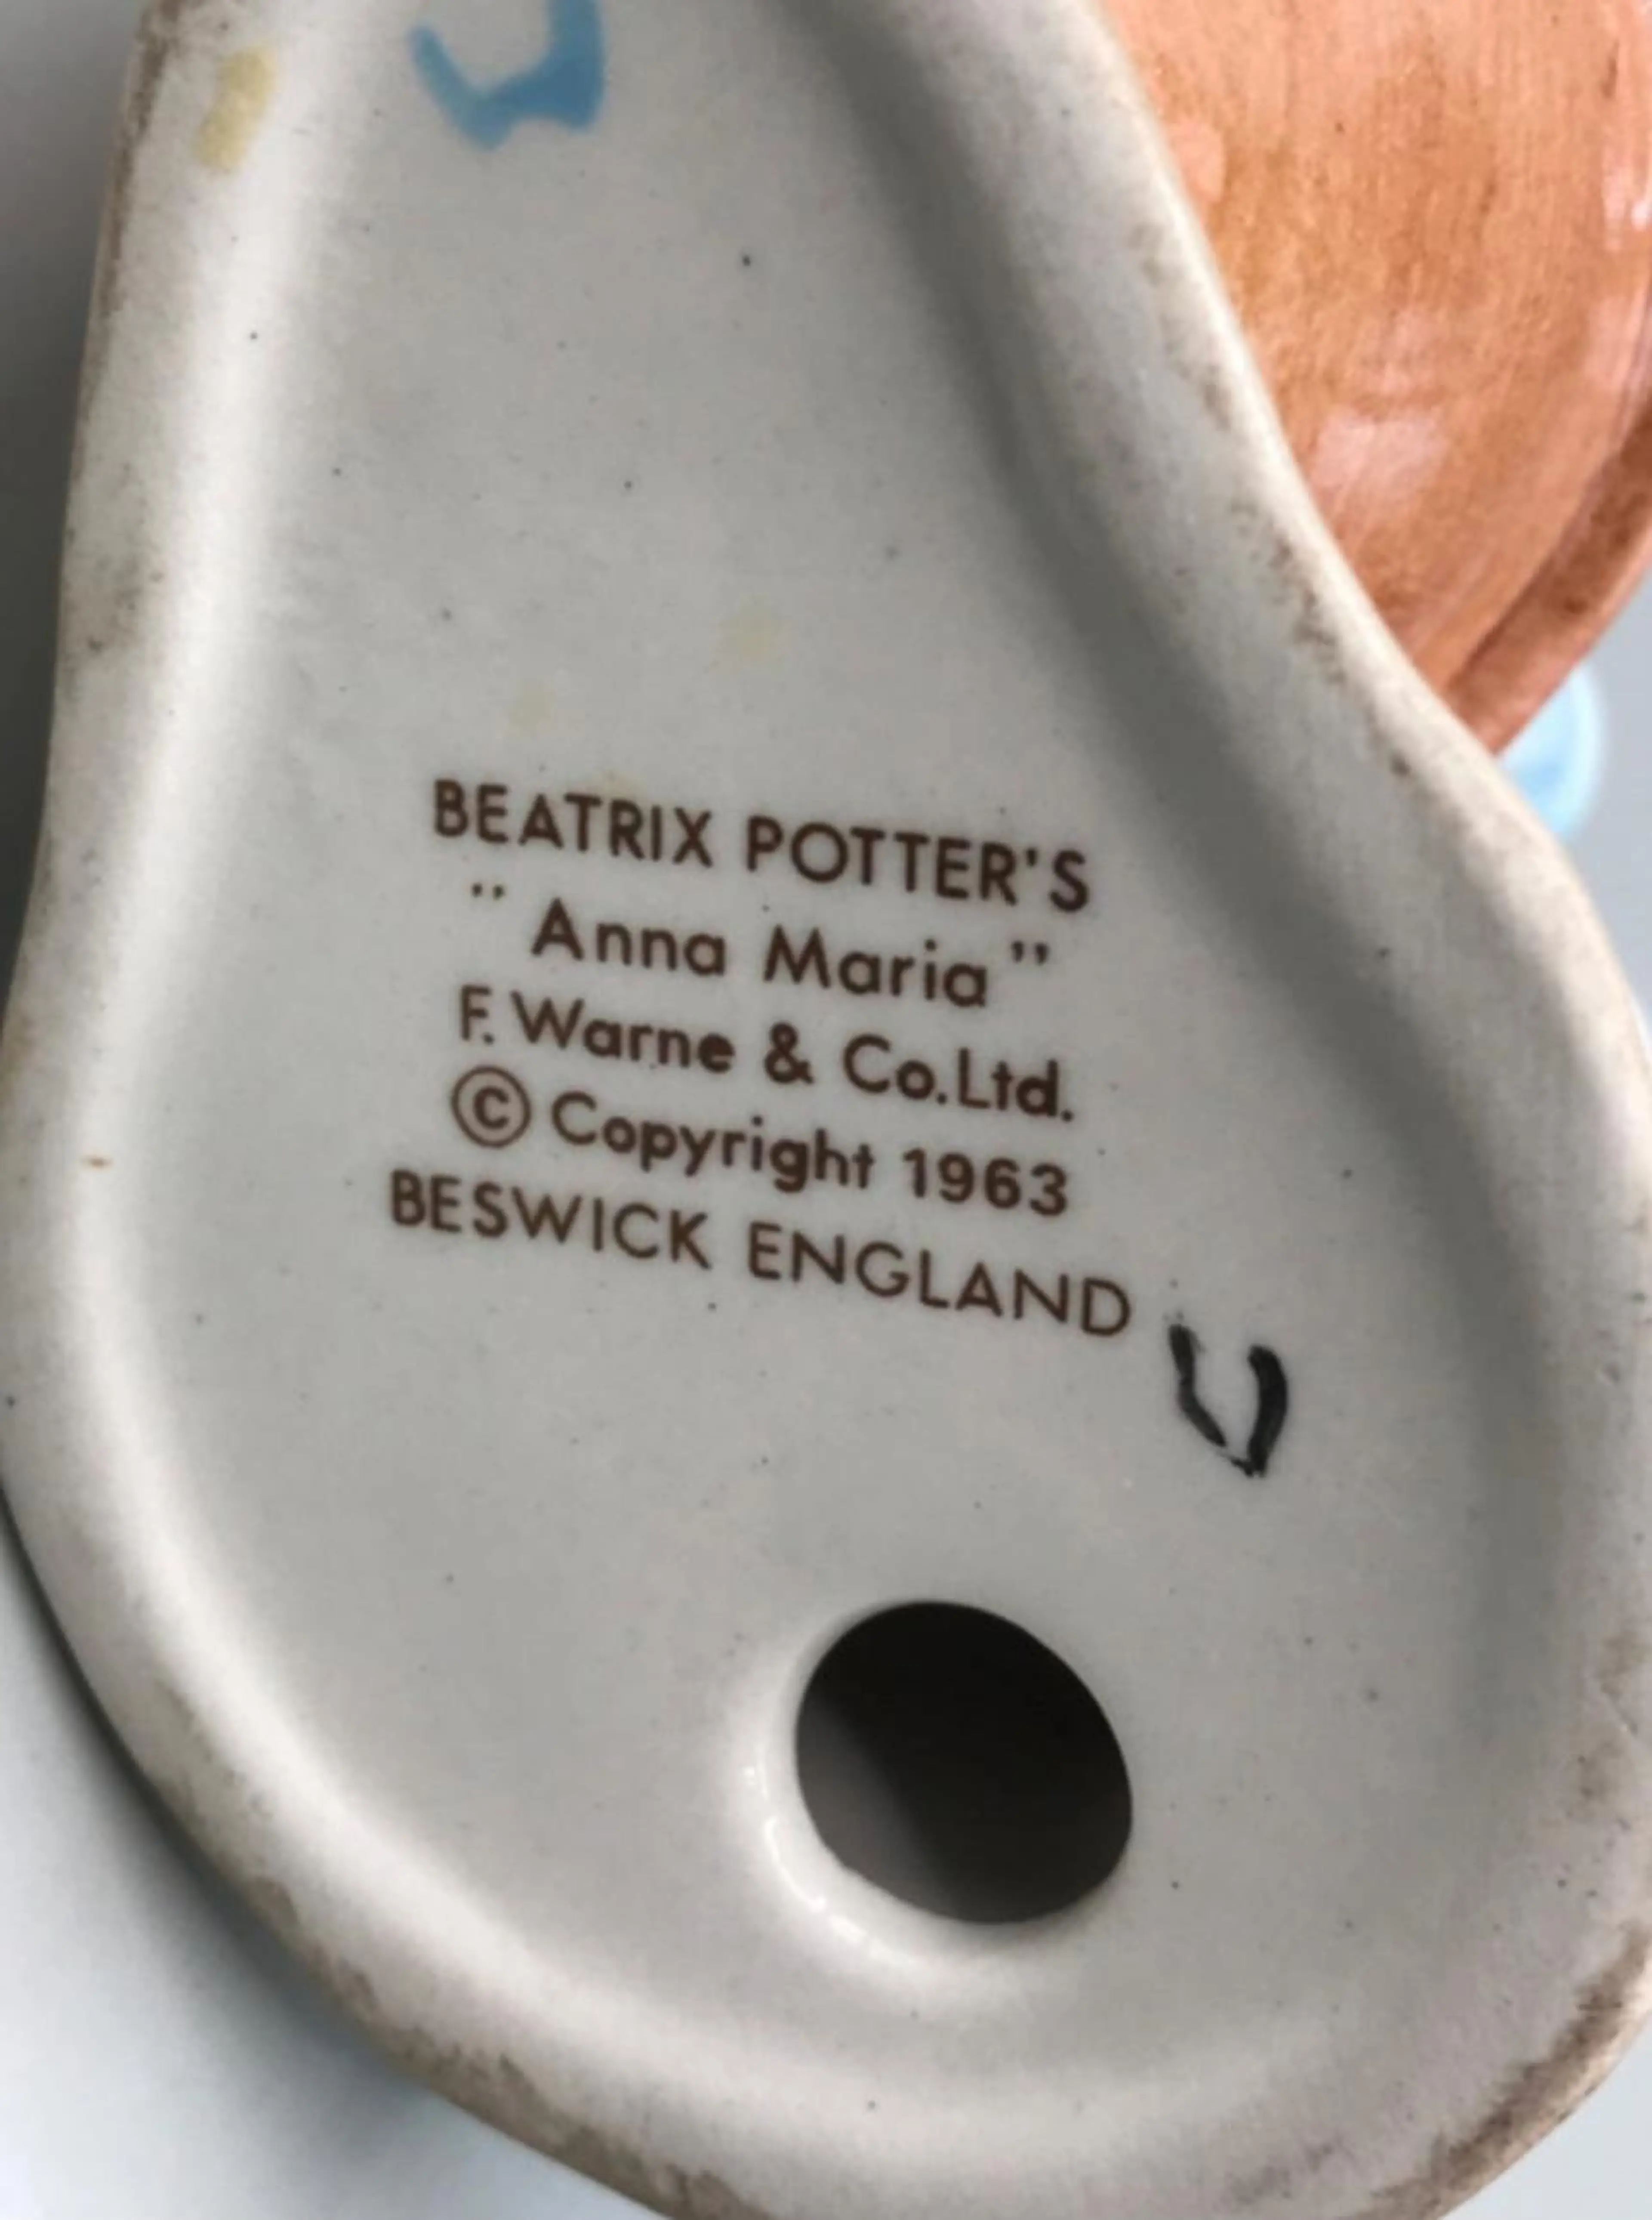 BEATRIX POTTER'S
" Anna Maria "
F. Warne & Co.Ltd.
© Copyright 1963
BESWICK ENGLAND
U